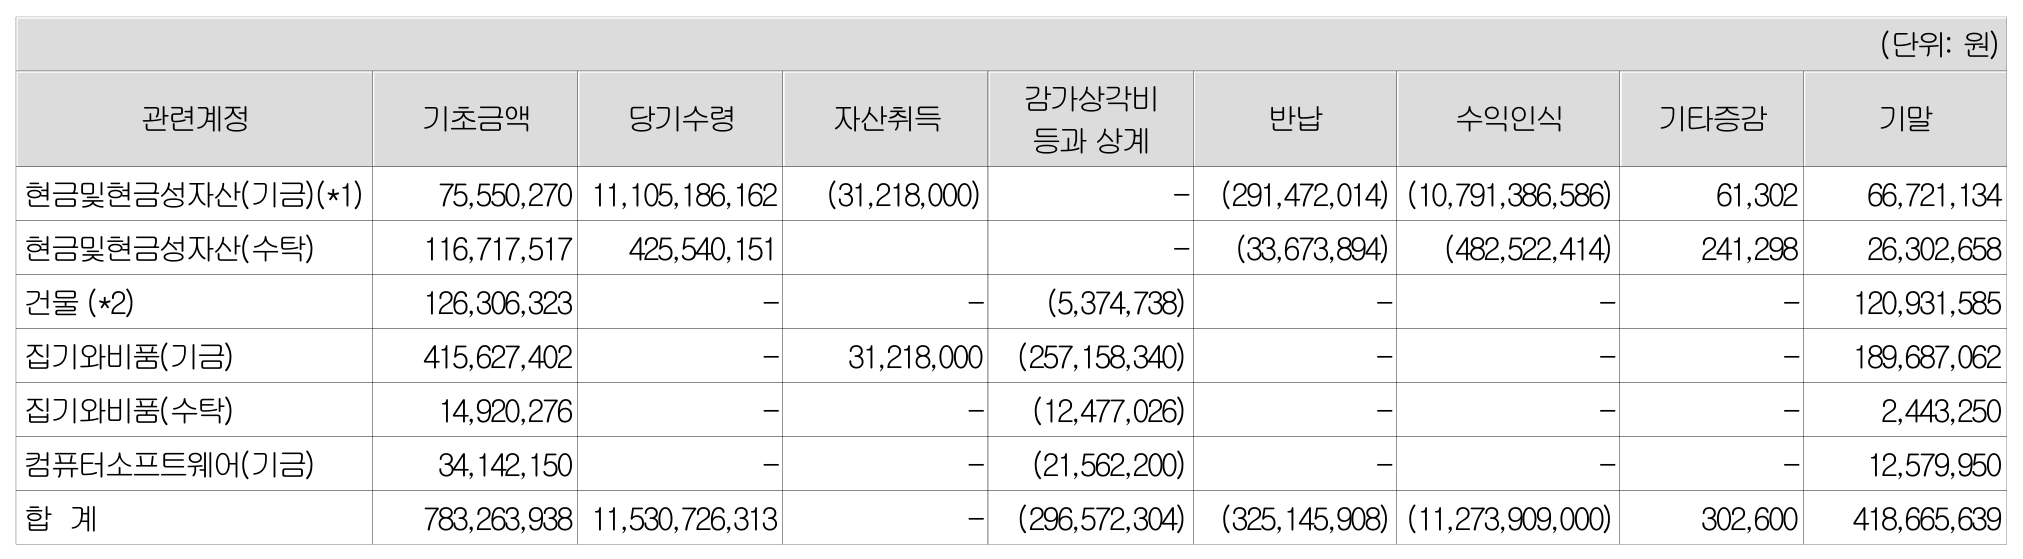 (단위: 원)
관련계정 기초금액 당기수령 자산취득 감가상각비 등과 상계 반납 수익인식 기타증감 기말
현금및현금성자산(기금)(*1) 75,550,270 11,105,186,162 (31,218,000) - (291,472,014) (10,791,386,586) 61,302 66,721,134
현금및현금성자산(수탁) 116,717,517 425,540,151 - (33,673,894) (482,522,414) 241,298 26,302,658
건물 (*2) 126,306,323 - - (5,374,738) - - - 120,931,585
집기와비품(기금) 415,627,402 - 31,218,000 (257,158,340) - - - 189,687,062
집기와비품(수탁) 14,920,276 - - (12,477,026) - - - 2,443,250
컴퓨터소프트웨어(기금) 34,142,150 - - (21,562,200) - - - 12,579,950
합 계 783,263,938 11,530,726,313 - (296,572,304) (325,145,908) (11,273,909,000) 302,600 418,665,639